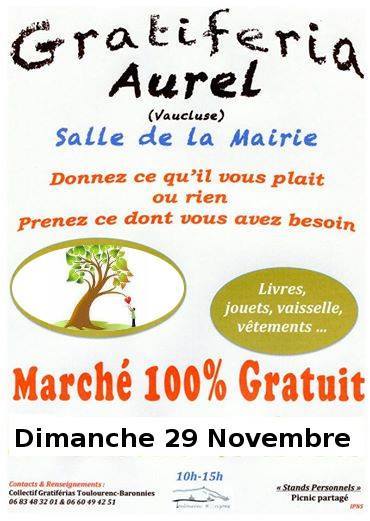 Gratiferia
Aurel
(Vaucluse)
Salle de la Mairie
Donnez ce qu'il vous plait
ou rien
Prenez ce dont vous avez besoin
Livres,
jouets, vaisselle,
vêtements ...
Marché 100% Gratuit
Dimanche 29 Novembre
10h-15h
Contacts & Renseignements :
Collectif Gratiférias Toulourenc-Baronnies
06 83 48 32 01 & 06 60 49 42 51
« Stands Personnels »
Picnic partagé
IPNS